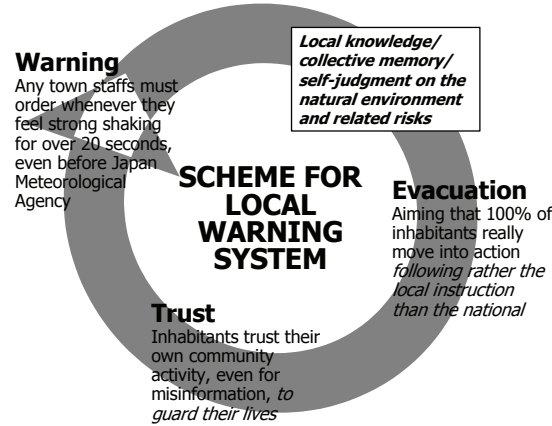 Warning
Any town staffs must
order whenever they
feel strong shaking
for over 20 seconds,
even before Japan
Meteorological
Agency
Local knowledge/
collective memory/
self-judgment on the
natural environment
and related risks
SCHEME FOR
LOCAL
WARNING
SYSTEM
Evacuation
Aiming that 100% of
inhabitants really
move into action
following rather the
local instruction
than the national
Trust
Inhabitants trust their
own community
activity, even for
misinformation, to
guard their lives